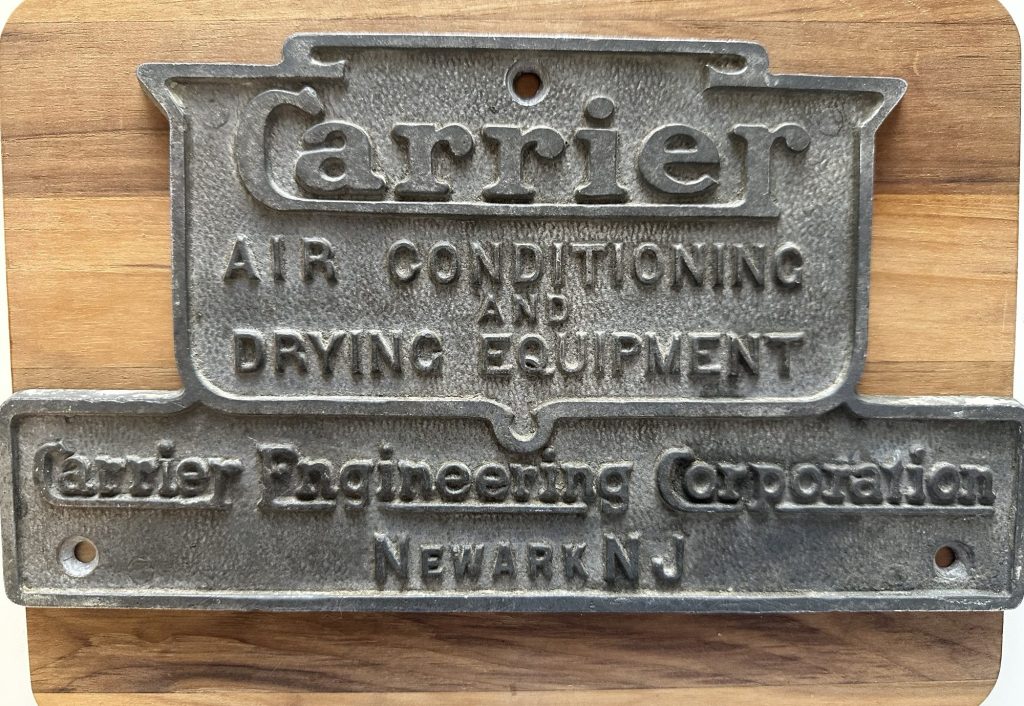 Carrier
AIR CONDITIONING
AND
DRYING EQUIPMENT
Carrier Engineering Corporation
NEWARK NJ